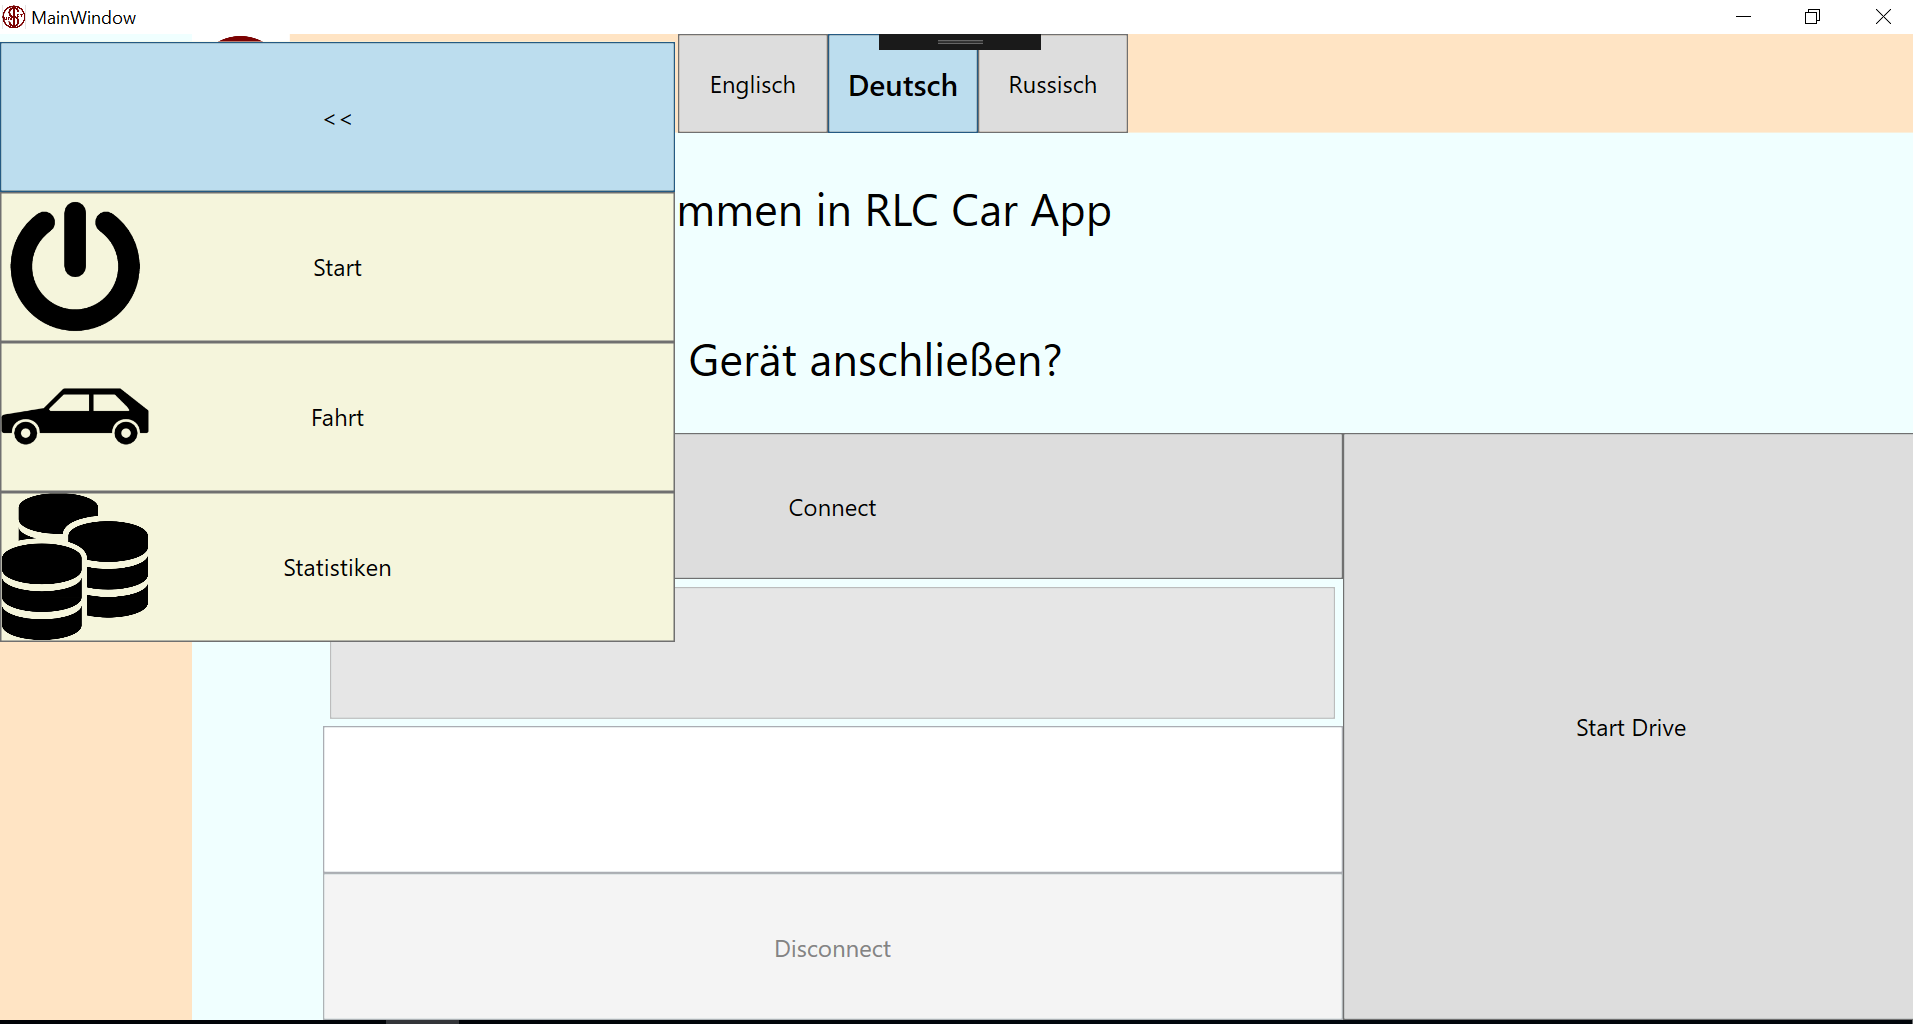 MainWindow
Englisch
Deutsch
Russisch
<<
mmen in RLC Car App
Start
Gerät anschließen?
Fahrt
Connect
Statistiken
Start Drive
Disconnect